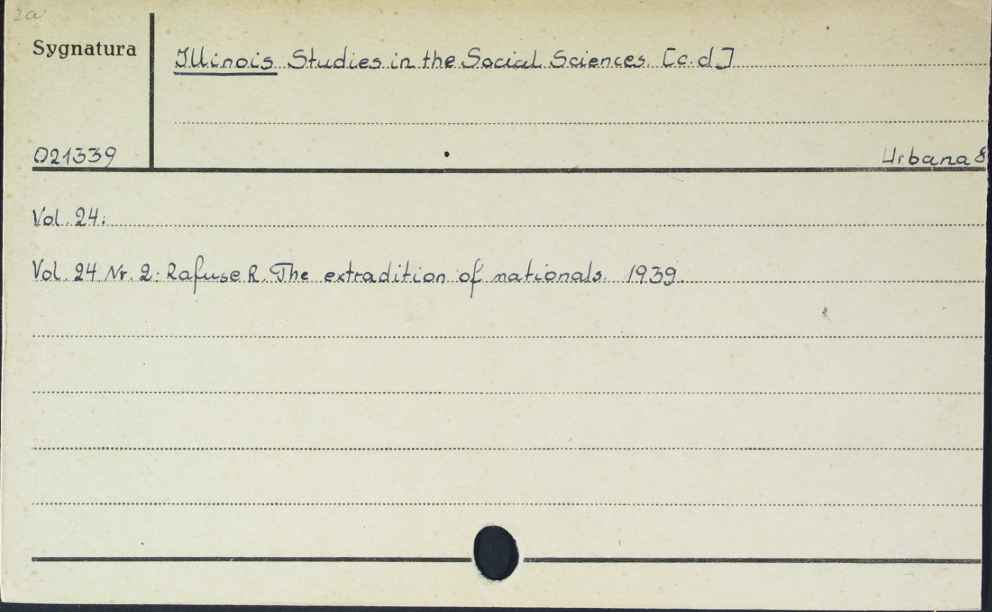 2a
Sygnatura
Illinois Studies in the Social Sciences [c.d]
021339
Urbana 8
Vol. 24:
Vol. 24 Nr. 2: Rafuse R. The extradition of nationals. 1939.